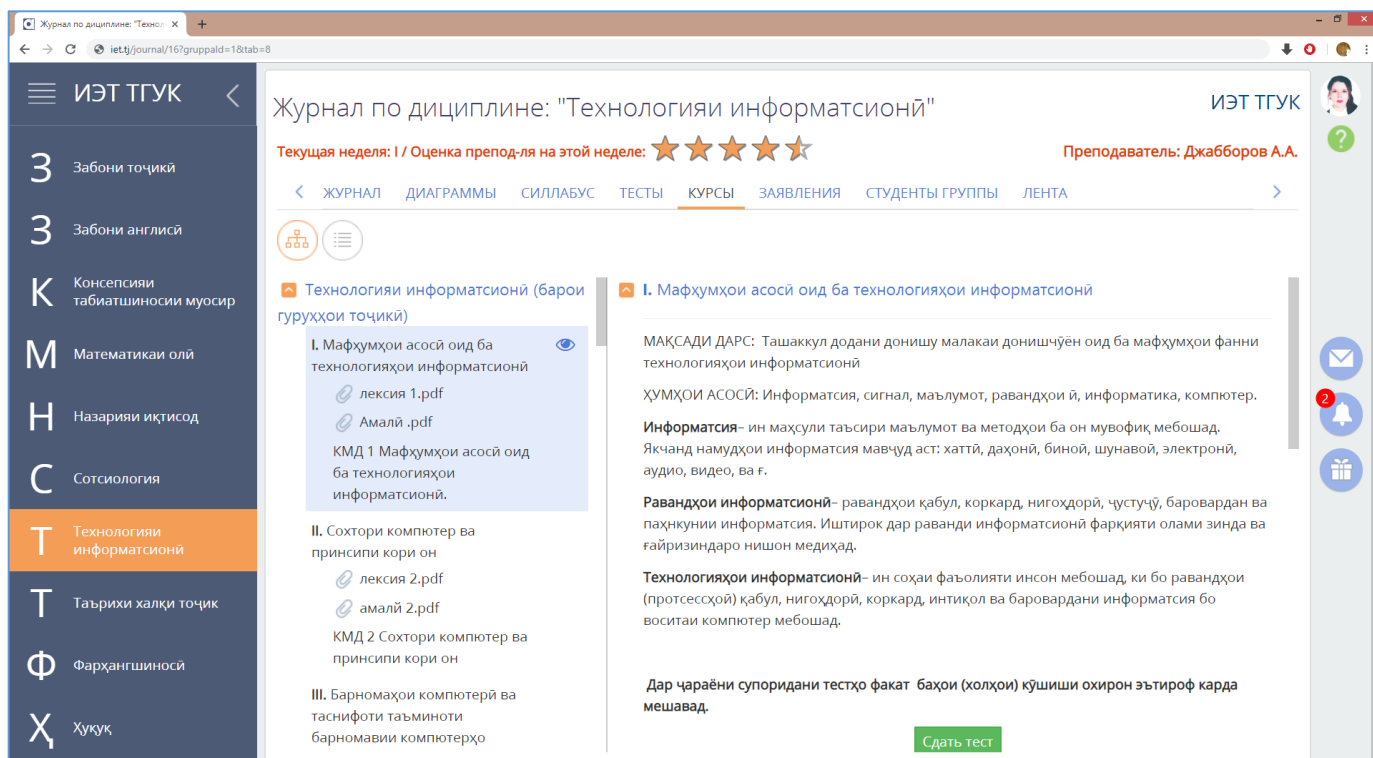 Журнал по дициплине: "Технол
iet.tj/journal/16?gruppaId=1&tab=8
ИЭТ ТГУК
З Забони тоҷикӣ
З Забони англисӣ
К Консепсияи
табиатшиносии муосир
М Математикаи олӣ
Н Назарияи иқтисод
С Сотсиология
Т Технологияи
информатсионӣ
Т Таърихи халқи тоҷик
Ф Фарҳангшиносӣ
Ҳ Ҳуқуқ
Журнал по дициплине: "Технологияи информатсионӣ"
ИЭТ ТГУК
Текущая неделя: I / Оценка препод-ля на этой неделе:
Преподаватель: Джабборов А.А.
ЖУРНАЛ ДИАГРАММЫ СИЛЛАБУС ТЕСТЫ КУРСЫ ЗАЯВЛЕНИЯ СТУДЕНТЫ ГРУППЫ ЛЕНТА
Технологияи информатсионӣ (барои
гурӯҳҳои тоҷикӣ)
I. Мафҳумҳои асосӣ оид ба
технологияҳои информатсионӣ
лексия 1.pdf
Амалӣ .pdf
КМД 1 Мафҳумҳои асосӣ оид
ба технологияҳои
информатсионӣ.
II. Сохтори компютер ва
принсипи кори он
лексия 2.pdf
амалй 2.pdf
КМД 2 Сохтори компютер ва
принсипи кори он
III. Барномаҳои компютерӣ ва
таснифоти таъминоти
барномавии компютерҳо
I. Мафҳумҳои асосӣ оид ба технологияҳои информатсионӣ
МАҚСАДИ ДАРС: Ташаккул додани донишу малакаи донишҷӯён оид ба мафҳумҳои фанни
технологияҳои информатсионӣ
ҲУМҲОИ АСОСӢ: Информатсия, сигнал, маълумот, равандҳои ӣ, информатика, компютер.
Информатсия– ин маҳсули таъсири маълумот ва методҳои ба он мувофиқ мебошад.
Якчанд намудҳои информатсия мавҷуд аст: хаттӣ, даҳонӣ, биноӣ, шунавоӣ, электронӣ,
аудио, видео, ва ғ.
Равандҳои информатсионӣ– равандҳои қабул, коркард, нигоҳдорӣ, ҷустуҷӯ, баровардан ва
паҳнкунии информатсия. Иштирок дар раванди информатсионӣ фарқияти олами зинда ва
ғайризиндаро нишон медиҳад.
Технологияҳои информатсионӣ– ин соҳаи фаъолияти инсон мебошад, ки бо равандҳои
(протсессҳоӣ) қабул, нигоҳдорӣ, коркард, интиқол ва баровардани информатсия бо
воситаи компютер мебошад.
Дар ҷараёни супоридани тестҳо факат баҳои (холҳои) кӯшиши охирон эътироф карда
мешавад.
Сдать тест
2